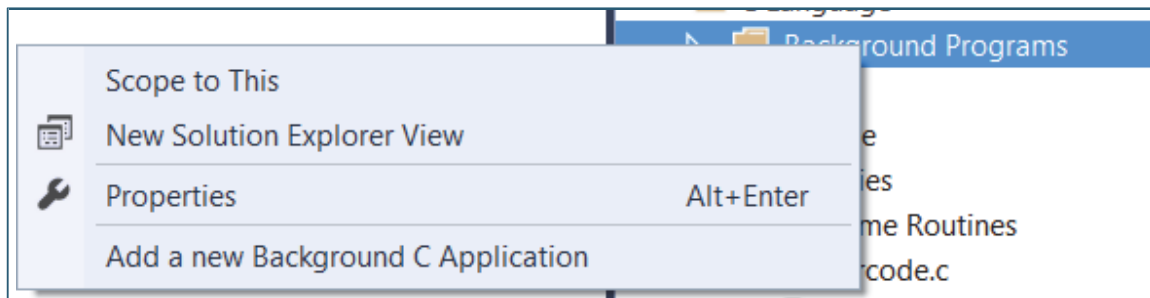 Language
Background Programs
Scope to This
New Solution Explorer View
Properties Alt+Enter
Add a new Background C Application
e
ies
me Routines
rcode.c